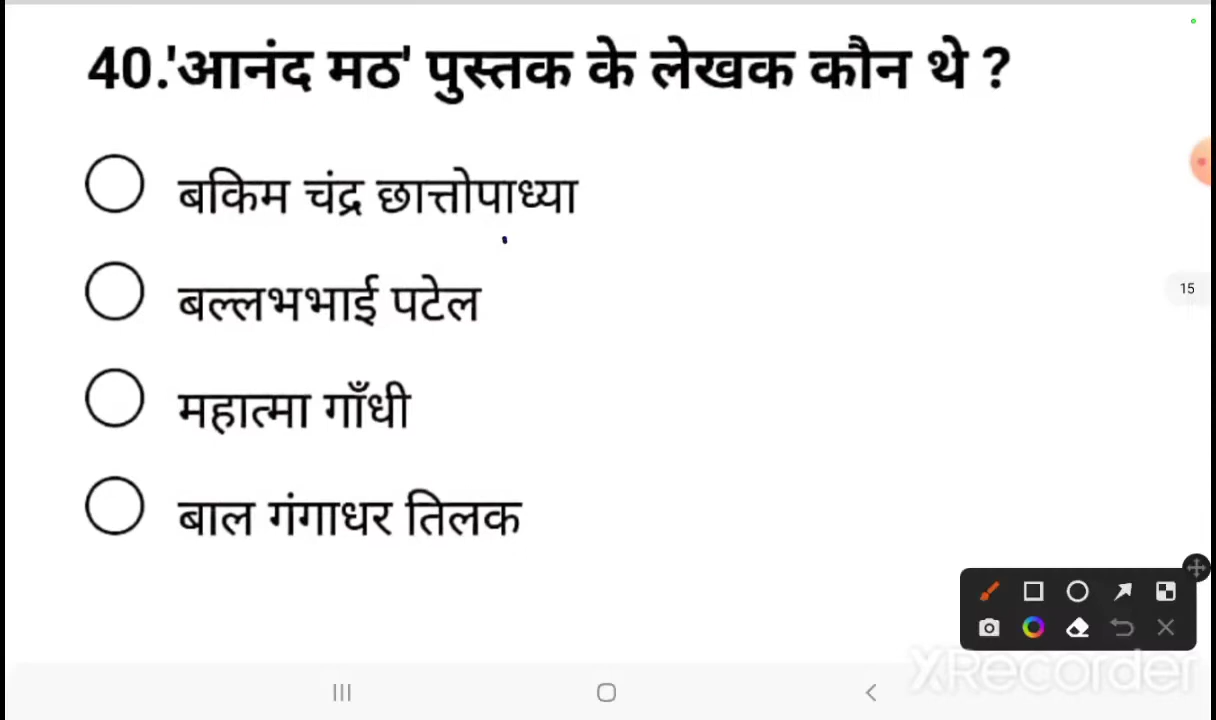 40.'आनंद मठ' पुस्तक के लेखक कौन थे ?
बकिम चंद्र छात्तोपाध्या
15
बल्लभभाई पटेल
महात्मा गाँधी
बाल गंगाधर तिलक
XRecorder